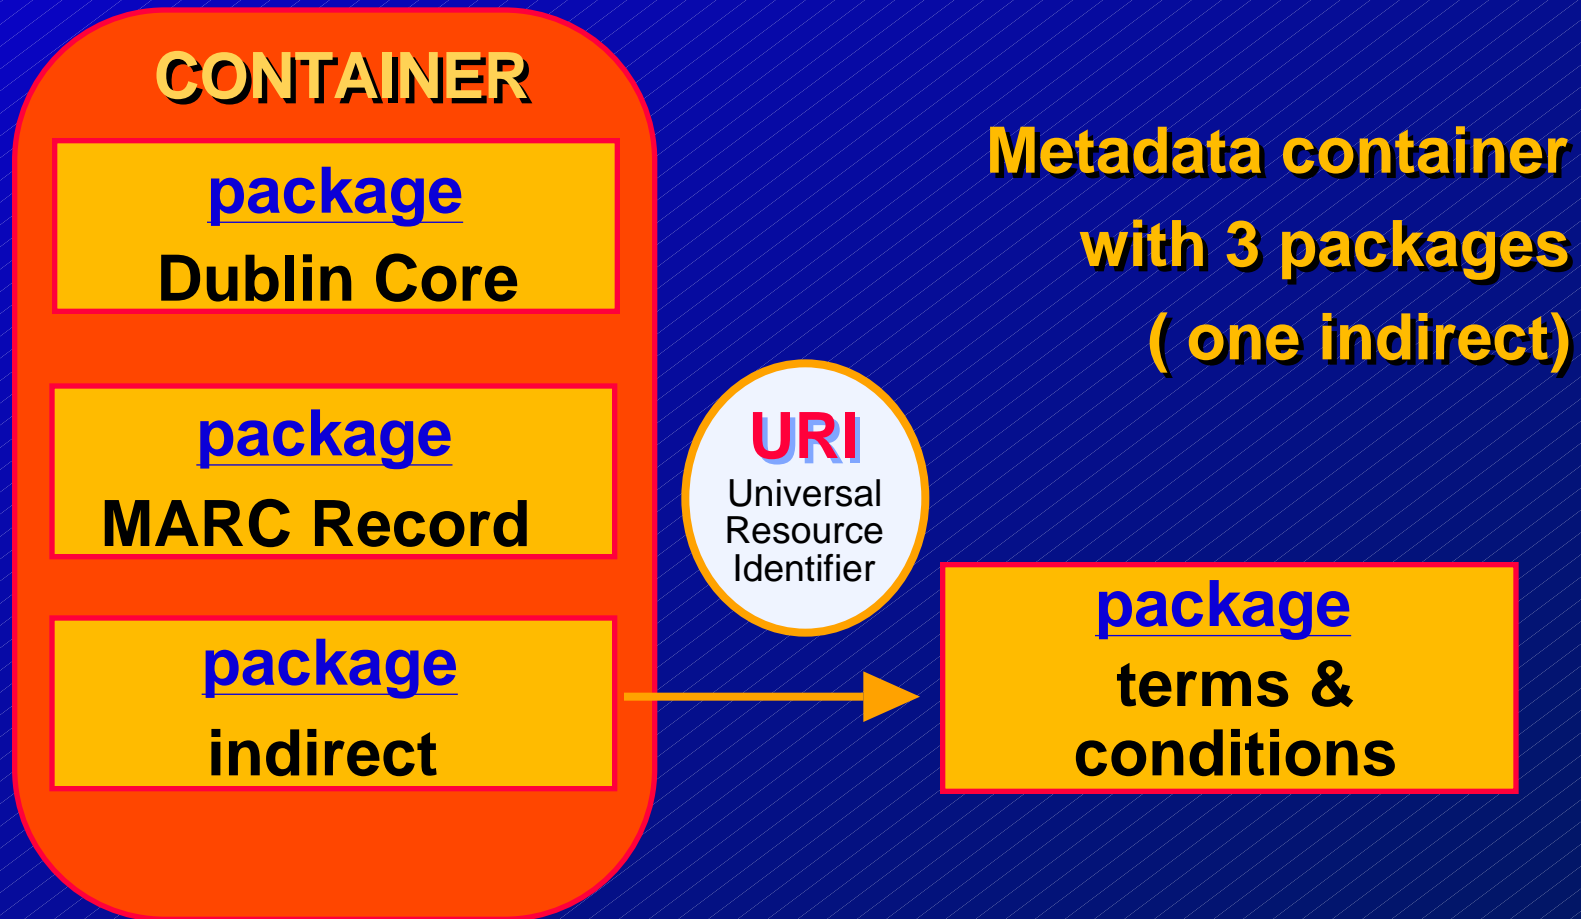 CONTAINER
package
Dublin Core
package
MARC Record
package
indirect
Metadata container
with 3 packages
( one indirect)
URI
Universal
Resource
Identifier
package
terms &
conditions